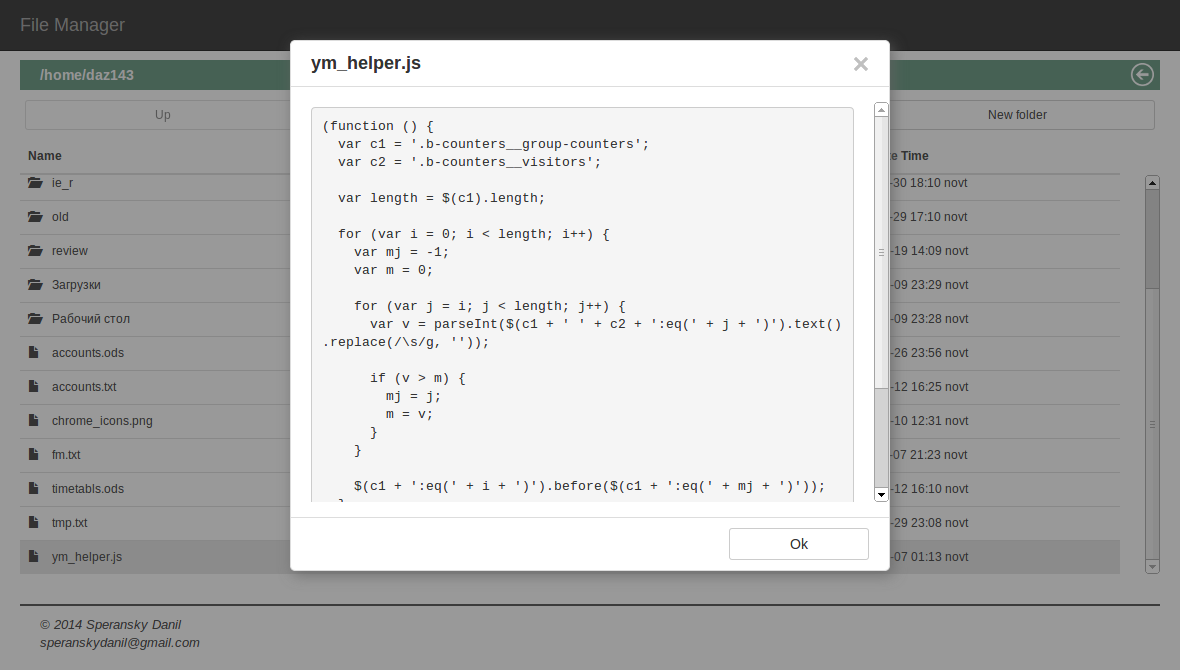 File Manager
/home/daz143
Up
New folder
Name
e Time
ie_r
-30 18:10 novt
old
-29 17:10 novt
review
-19 14:09 novt
Загрузки
-09 23:29 novt
Рабочий стол
-09 23:28 novt
accounts.ods
-26 23:56 novt
accounts.txt
-12 16:25 novt
chrome_icons.png
-10 12:31 novt
fm.txt
-07 21:23 novt
timetabls.ods
-12 16:10 novt
tmp.txt
-29 23:08 novt
ym_helper.js
-07 01:13 novt
ym_helper.js
×
(function () {
  var c1 = '.b-counters__group-counters';
  var c2 = '.b-counters__visitors';

  var length = $(c1).length;

  for (var i = 0; i < length; i++) {
    var mj = -1;
    var m = 0;

    for (var j = i; j < length; j++) {
      var v = parseInt($(c1 + ' ' + c2 + ':eq(' + j + ')').text()
.replace(/\s/g, ''));

      if (v > m) {
        mj = j;
        m = v;
      }
    }

    $(c1 + ':eq(' + i + ')').before($(c1 + ':eq(' + mj + ')'));
Ok
© 2014 Speransky Danil
speranskydanil@gmail.com